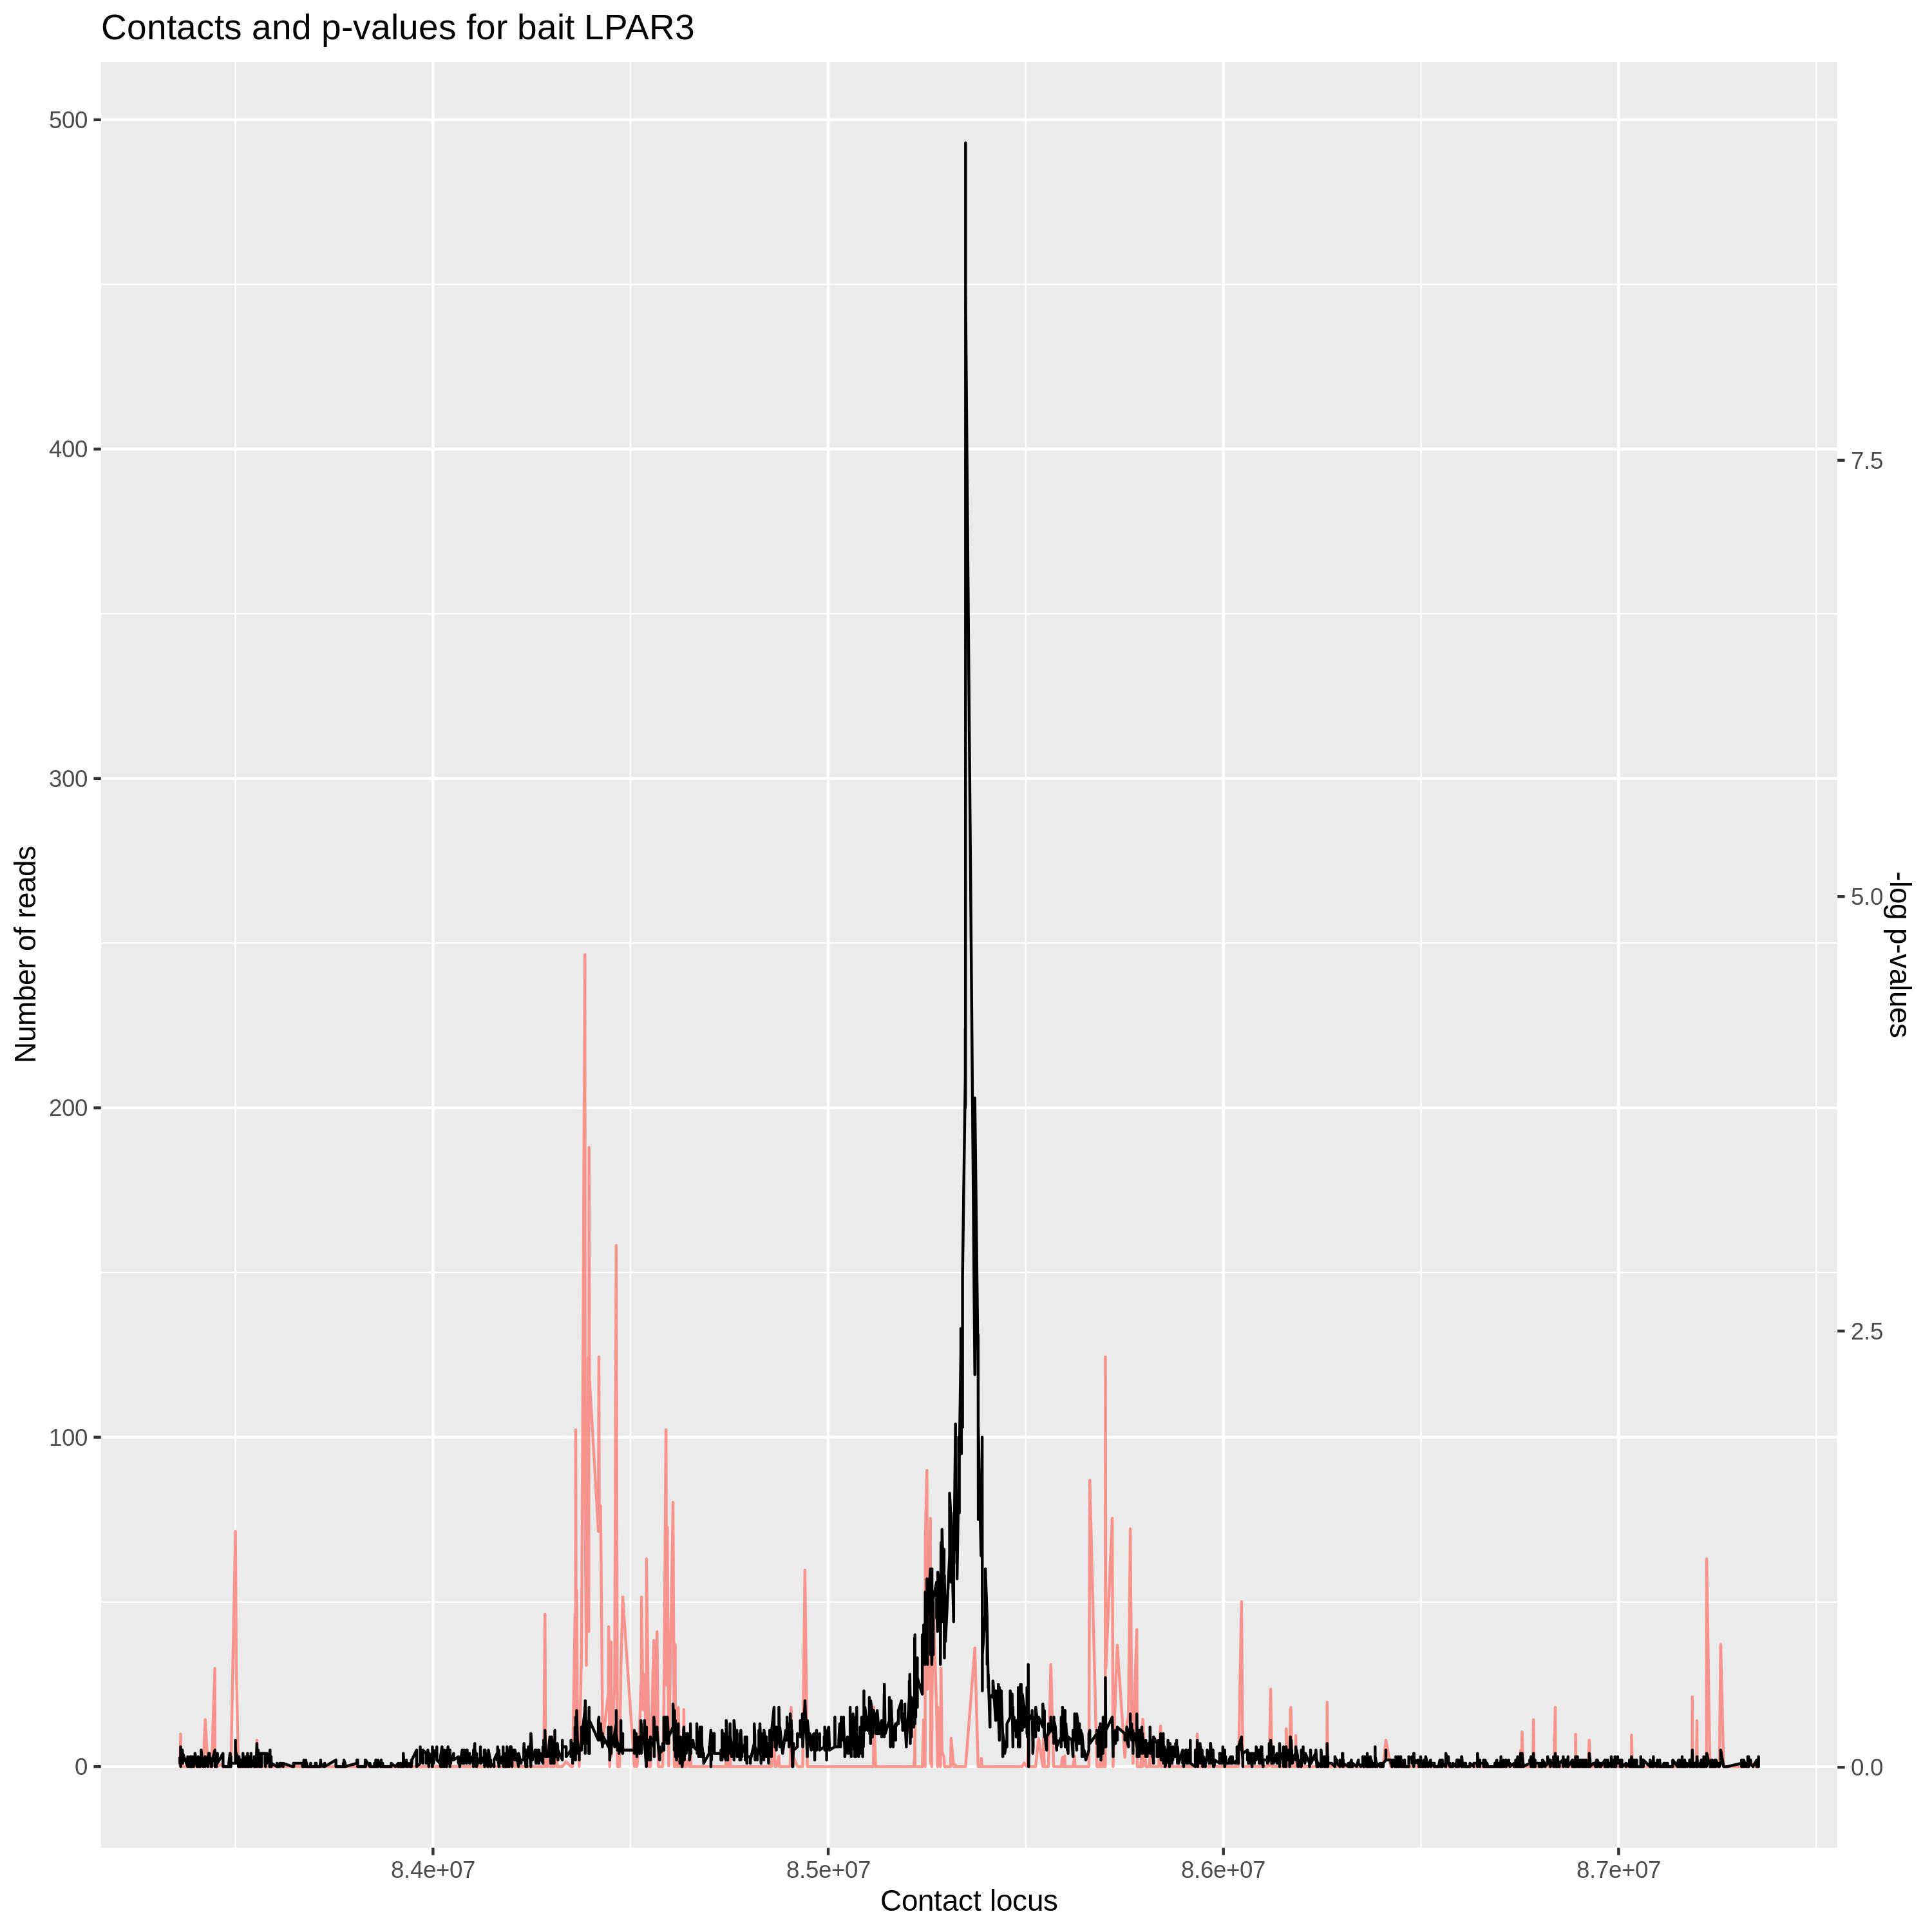 Contacts and p-values for bait LPAR3
500
400
300
200
100
0
Number of reads
7.5
5.0
2.5
0.0
-log p-values
8.4e+07 8.5e+07 8.6e+07 8.7e+07
Contact locus